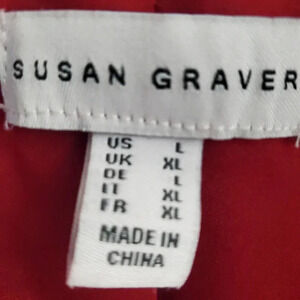 SUSAN GRAVER
US L
UK XL
DE L
IT XL
FR XL
MADE IN
CHINA